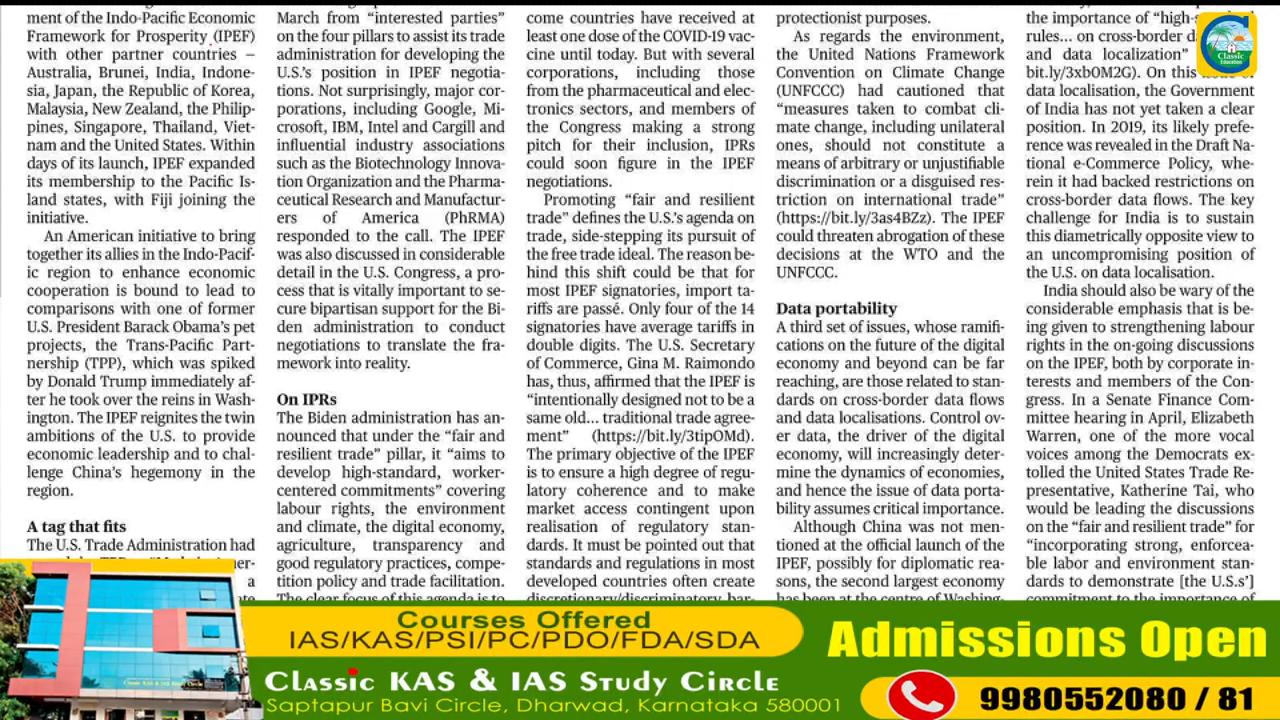 ment of the Indo-Pacific Economic
Framework for Prosperity (IPEF)
with other partner countries –
Australia, Brunei, India, Indone-
sia, Japan, the Republic of Korea,
Malaysia, New Zealand, the Philip-
pines, Singapore, Thailand, Viet-
nam and the United States. Within
days of its launch, IPEF expanded
its membership to the Pacific Is-
land states, with Fiji joining the
initiative.
An American initiative to bring
together its allies in the Indo-Pacif-
ic region to enhance economic
cooperation is bound to lead to
comparisons with one of former
U.S. President Barack Obama's pet
projects, the Trans-Pacific Part-
nership (TPP), which was spiked
by Donald Trump immediately af-
ter he took over the reins in Wash-
ington. The IPEF reignites the twin
ambitions of the U.S. to provide
economic leadership and to chal-
lenge China's hegemony in the
region.
A tag that fits
The U.S. Trade Administration had
a
March from “interested parties”
on the four pillars to assist its trade
administration for developing the
U.S.'s position in IPEF negotia-
tions. Not surprisingly, major cor-
porations, including Google, Mi-
crosoft, IBM, Intel and Cargill and
influential industry associations
such as the Biotechnology Innova-
tion Organization and the Pharma-
ceutical Research and Manufactur-
ers of America (PhRMA)
responded to the call. The IPEF
was also discussed in considerable
detail in the U.S. Congress, a pro-
cess that is vitally important to se-
cure bipartisan support for the Bi-
den administration to conduct
negotiations to translate the fra-
mework into reality.
On IPRs
The Biden administration has an-
nounced that under the “fair and
resilient trade” pillar, it “aims to
develop high-standard, worker-
centered commitments” covering
labour rights, the environment
and climate, the digital economy,
agriculture, transparency and
good regulatory practices, compe-
tition policy and trade facilitation.
The clear focus of this agenda is to
come countries have received at
least one dose of the COVID-19 vac-
cine until today. But with several
corporations, including those
from the pharmaceutical and elec-
tronics sectors, and members of
the Congress making a strong
pitch for their inclusion, IPRs
could soon figure in the IPEF
negotiations.
Promoting “fair and resilient
trade” defines the U.S.'s agenda on
trade, side-stepping its pursuit of
the free trade ideal. The reason be-
hind this shift could be that for
most IPEF signatories, import ta-
riffs are passé. Only four of the 14
signatories have average tariffs in
double digits. The U.S. Secretary
of Commerce, Gina M. Raimondo
has, thus, affirmed that the IPEF is
“intentionally designed not to be a
same old... traditional trade agree-
ment” (https://bit.ly/3tipOMd).
The primary objective of the IPEF
is to ensure a high degree of regu-
latory coherence and to make
market access contingent upon
realisation of regulatory stan-
dards. It must be pointed out that
standards and regulations in most
developed countries often create
discretionary/discriminatory bar-
protectionist purposes.
As regards the environment,
the United Nations Framework
Convention on Climate Change
(UNFCCC) had cautioned that
“measures taken to combat cli-
mate change, including unilateral
ones, should not constitute a
means of arbitrary or unjustifiable
discrimination or a disguised res-
triction on international trade”
(https://bit.ly/3as4BZz). The IPEF
could threaten abrogation of these
decisions at the WTO and the
UNFCCC.
Data portability
A third set of issues, whose ramifi-
cations on the future of the digital
economy and beyond can be far
reaching, are those related to stan-
dards on cross-border data flows
and data localisations. Control ov-
er data, the driver of the digital
economy, will increasingly deter-
mine the dynamics of economies,
and hence the issue of data porta-
bility assumes critical importance.
Although China was not men-
tioned at the official launch of the
IPEF, possibly for diplomatic rea-
sons, the second largest economy
has been at the centre of Washing-
the importance of
rules... on cross-border
and data localization”
bit.ly/3xbOM2G). On this
data localisation, the Government
of India has not yet taken a clear
position. In 2019, its likely prefe-
rence was revealed in the Draft Na-
tional e-Commerce Policy, whe-
rein it had backed restrictions on
cross-border data flows. The key
challenge for India is to sustain
this diametrically opposite view to
an uncompromising position of
the U.S. on data localisation.
India should also be wary of the
considerable emphasis that is be-
ing given to strengthening labour
rights in the on-going discussions
on the IPEF, both by corporate in-
terests and members of the Con-
gress. In a Senate Finance Com-
mittee hearing in April, Elizabeth
Warren, one of the more vocal
voices among the Democrats ex-
tolled the United States Trade Re-
presentative, Katherine Tai, who
would be leading the discussions
on the “fair and resilient trade” for
“incorporating strong, enforcea-
ble labor and environment stan-
dards to demonstrate [the U.S.s']
commitment to the importance of
Classic
Education
Courses Offered
IAS/KAS/PSI/PC/PDO/FDA/SDA
Classic KAS & IAS Study Circle
Saptapur Bavi Circle, Dharwad, Karnataka 580001
Admissions Open
9980552080 / 81